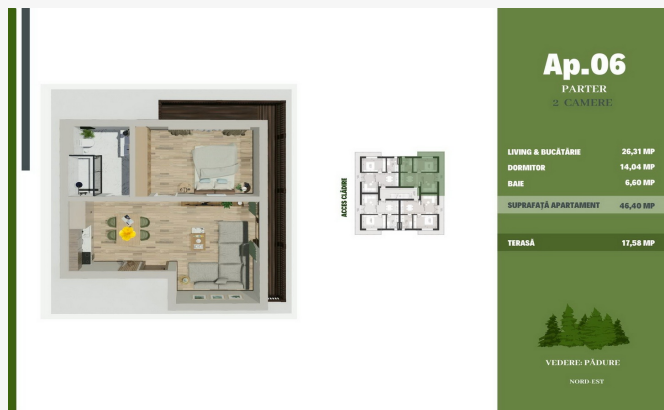 Ap.06
PARTER
2 CAMERE
LIVING & BUCĂTĂRIE 26,31 MP
DORMITOR 14,04 MP
BAIE 6,60 MP
SUPRAFAȚĂ APARTAMENT 46,40 MP
TERASĂ 17,58 MP
VEDERE: PĂDURE
NORD-EST
ACCES CLĂDIRE